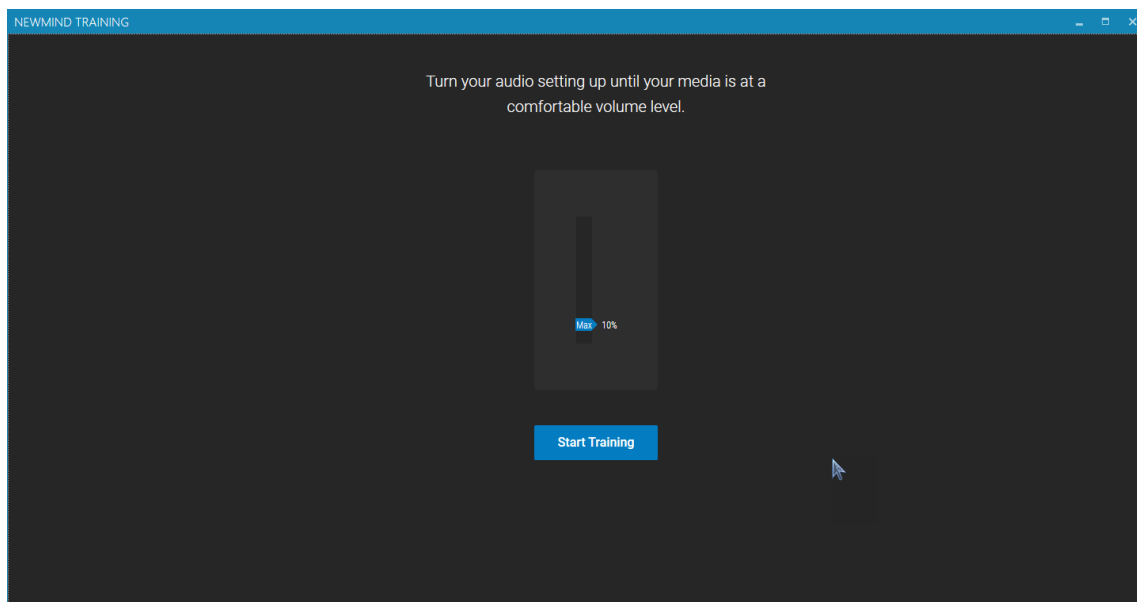 NEWMIND TRAINING
Turn your audio setting up until your media is at a
comfortable volume level.
Max 10%
Start Training